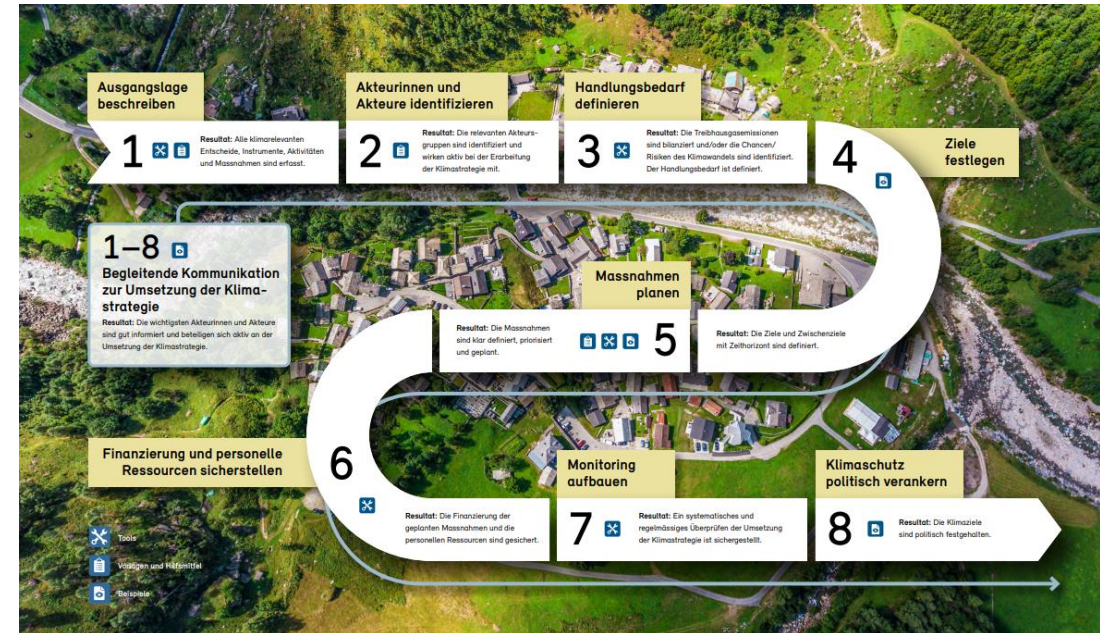 Ausgangslage
beschreiben
1
Resultat: Alle klimarelevanten
Entscheide, Instrumente, Aktivitäten
und Massnahmen sind erfasst.
Akteurinnen und
Akteure identifizieren
2
Resultat: Die relevanten Akteurs-
gruppen sind identifiziert und
wirken aktiv bei der Erarbeitung
der Klimastrategie mit.
Handlungsbedarf
definieren
3
Resultat: Die Treibhausgasemissionen
sind bilanziert und/oder die Chancen/
Risiken des Klimawandels sind identifiziert.
Der Handlungsbedarf ist definiert.
4
Ziele
festlegen
Resultat: Die Ziele und Zwischenziele
mit Zeithorizont sind definiert.
1–8
Begleitende Kommunikation
zur Umsetzung der Klima-
strategie
Resultat: Die wichtigsten Akteurinnen und Akteure
sind gut informiert und beteiligen sich aktiv an der
Umsetzung der Klimastrategie.
Massnahmen
planen
5
Resultat: Die Massnahmen
sind klar definiert, priorisiert
und geplant.
Finanzierung und personelle
Ressourcen sicherstellen
6
Resultat: Die Finanzierung der
geplanten Massnahmen und die
personellen Ressourcen sind gesichert.
Monitoring
aufbauen
7
Resultat: Ein systematisches und
regelmässiges Überprüfen der Umsetzung
der Klimastrategie ist sichergestellt.
Klimaschutz
politisch verankern
8
Resultat: Die Klimaziele
sind politisch festgehalten.
Tools
Vorlagen und Hilfsmittel
Beispiele